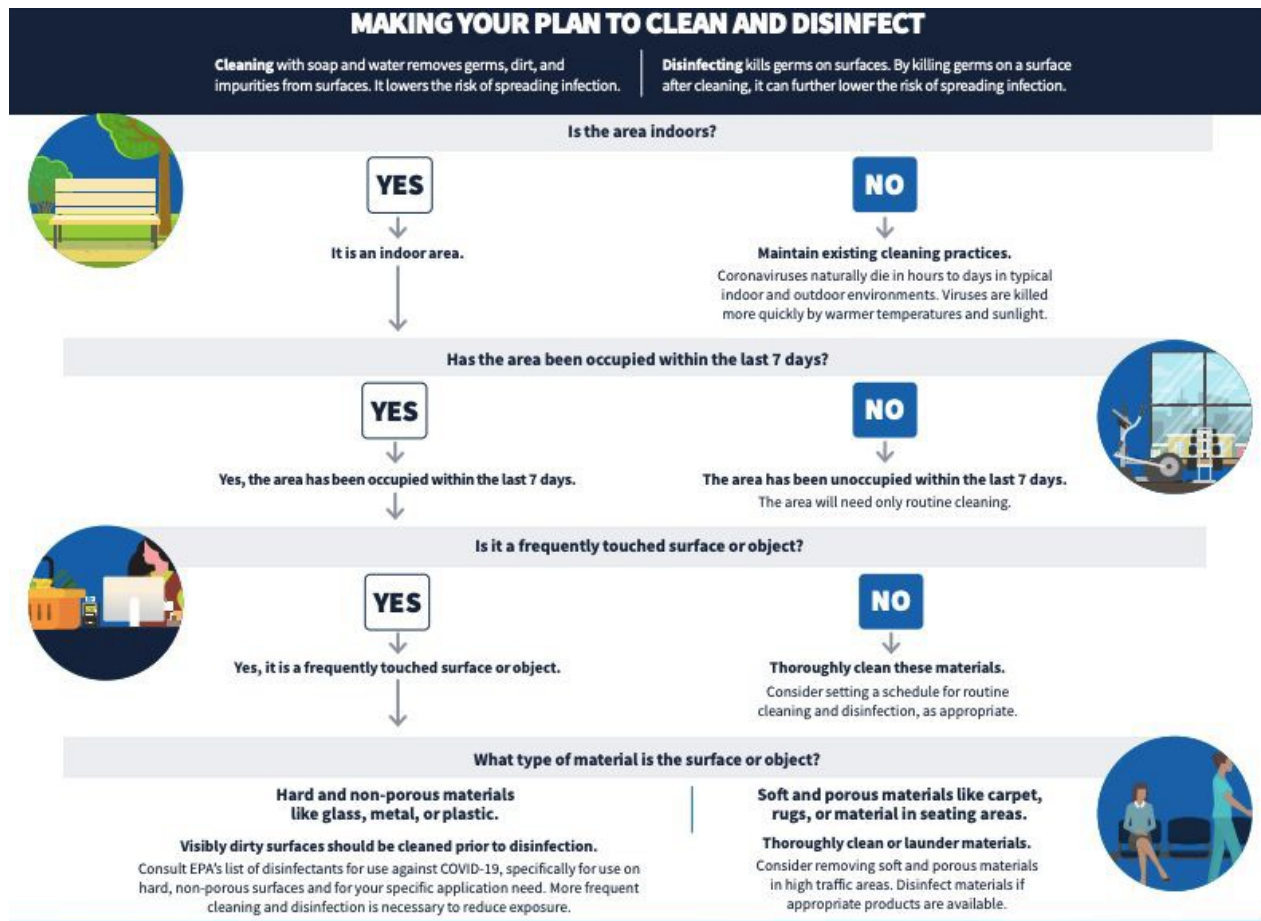 MAKING YOUR PLAN TO CLEAN AND DISINFECT
Cleaning with soap and water removes germs, dirt, and
impurities from surfaces. It lowers the risk of spreading infection.
Disinfecting kills germs on surfaces. By killing germs on a surface
after cleaning, it can further lower the risk of spreading infection.
Is the area indoors?
YES
It is an indoor area.
NO
Maintain existing cleaning practices.
Coronaviruses naturally die in hours to days in typical
indoor and outdoor environments. Viruses are killed
more quickly by warmer temperatures and sunlight.
Has the area been occupied within the last 7 days?
YES
Yes, the area has been occupied within the last 7 days.
NO
The area has been unoccupied within the last 7 days.
The area will need only routine cleaning.
Is it a frequently touched surface or object?
YES
Yes, it is a frequently touched surface or object.
NO
Thoroughly clean these materials.
Consider setting a schedule for routine
cleaning and disinfection, as appropriate.
What type of material is the surface or object?
Hard and non-porous materials
like glass, metal, or plastic.
Visibly dirty surfaces should be cleaned prior to disinfection.
Consult EPA's list of disinfectants for use against COVID-19, specifically for use on
hard, non-porous surfaces and for your specific application need. More frequent
cleaning and disinfection is necessary to reduce exposure.
Soft and porous materials like carpet,
rugs, or material in seating areas.
Thoroughly clean or launder materials.
Consider removing soft and porous materials
in high traffic areas. Disinfect materials if
appropriate products are available.